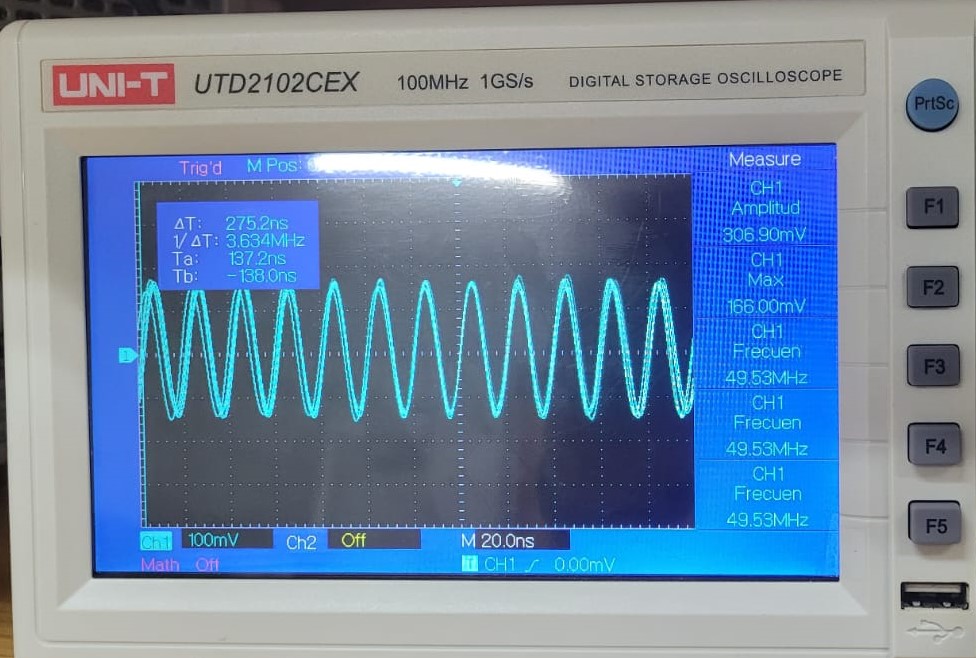 UNI-T UTD2102CEX 100MHz 1GS/s DIGITAL STORAGE OSCILLOSCOPE
PrtSc
Trig'd M Pos:
Measure
ΔT: 275.2ns
1/ΔT: 3.634MHz
Ta: 137.2ns
Tb: -138.0ns
CH1
Amplitud
306.90mV
CH1
Max
166.00mV
CH1
Frecuen
49.53MHz
CH1
Frecuen
49.53MHz
CH1
Frecuen
49.53MHz
F1
F2
F3
F4
F5
1
Ch1 100mV Ch2 Off M 20.0ns
Math Off T CH1 0.00mV